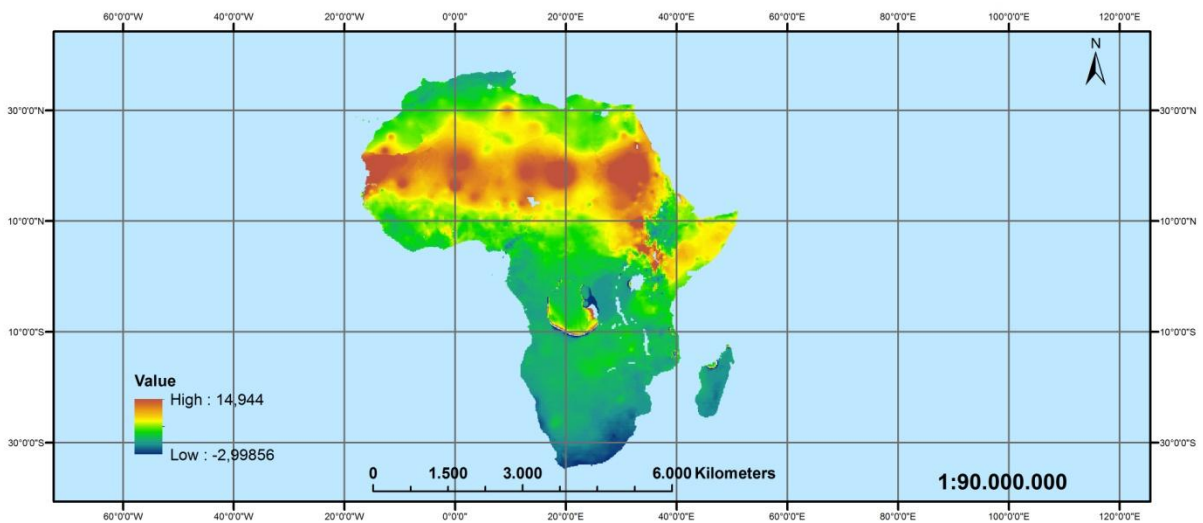 60°0'0"W 40°0'0"W 20°0'0"W 0°0'0" 20°0'0"E 40°0'0"E 60°0'0"E 80°0'0"E 100°0'0"E 120°0'0"E
N
30°0'0"N 30°0'0"N
10°0'0"N 10°0'0"N
10°0'0"S 10°0'0"S
Value
High : 14,944
30°0'0"S 30°0'0"S
Low : -2,99856
0 1.500 3.000 6.000 Kilometers
1:90.000.000
60°0'0"W 40°0'0"W 20°0'0"W 0°0'0" 20°0'0"E 40°0'0"E 60°0'0"E 80°0'0"E 100°0'0"E 120°0'0"E